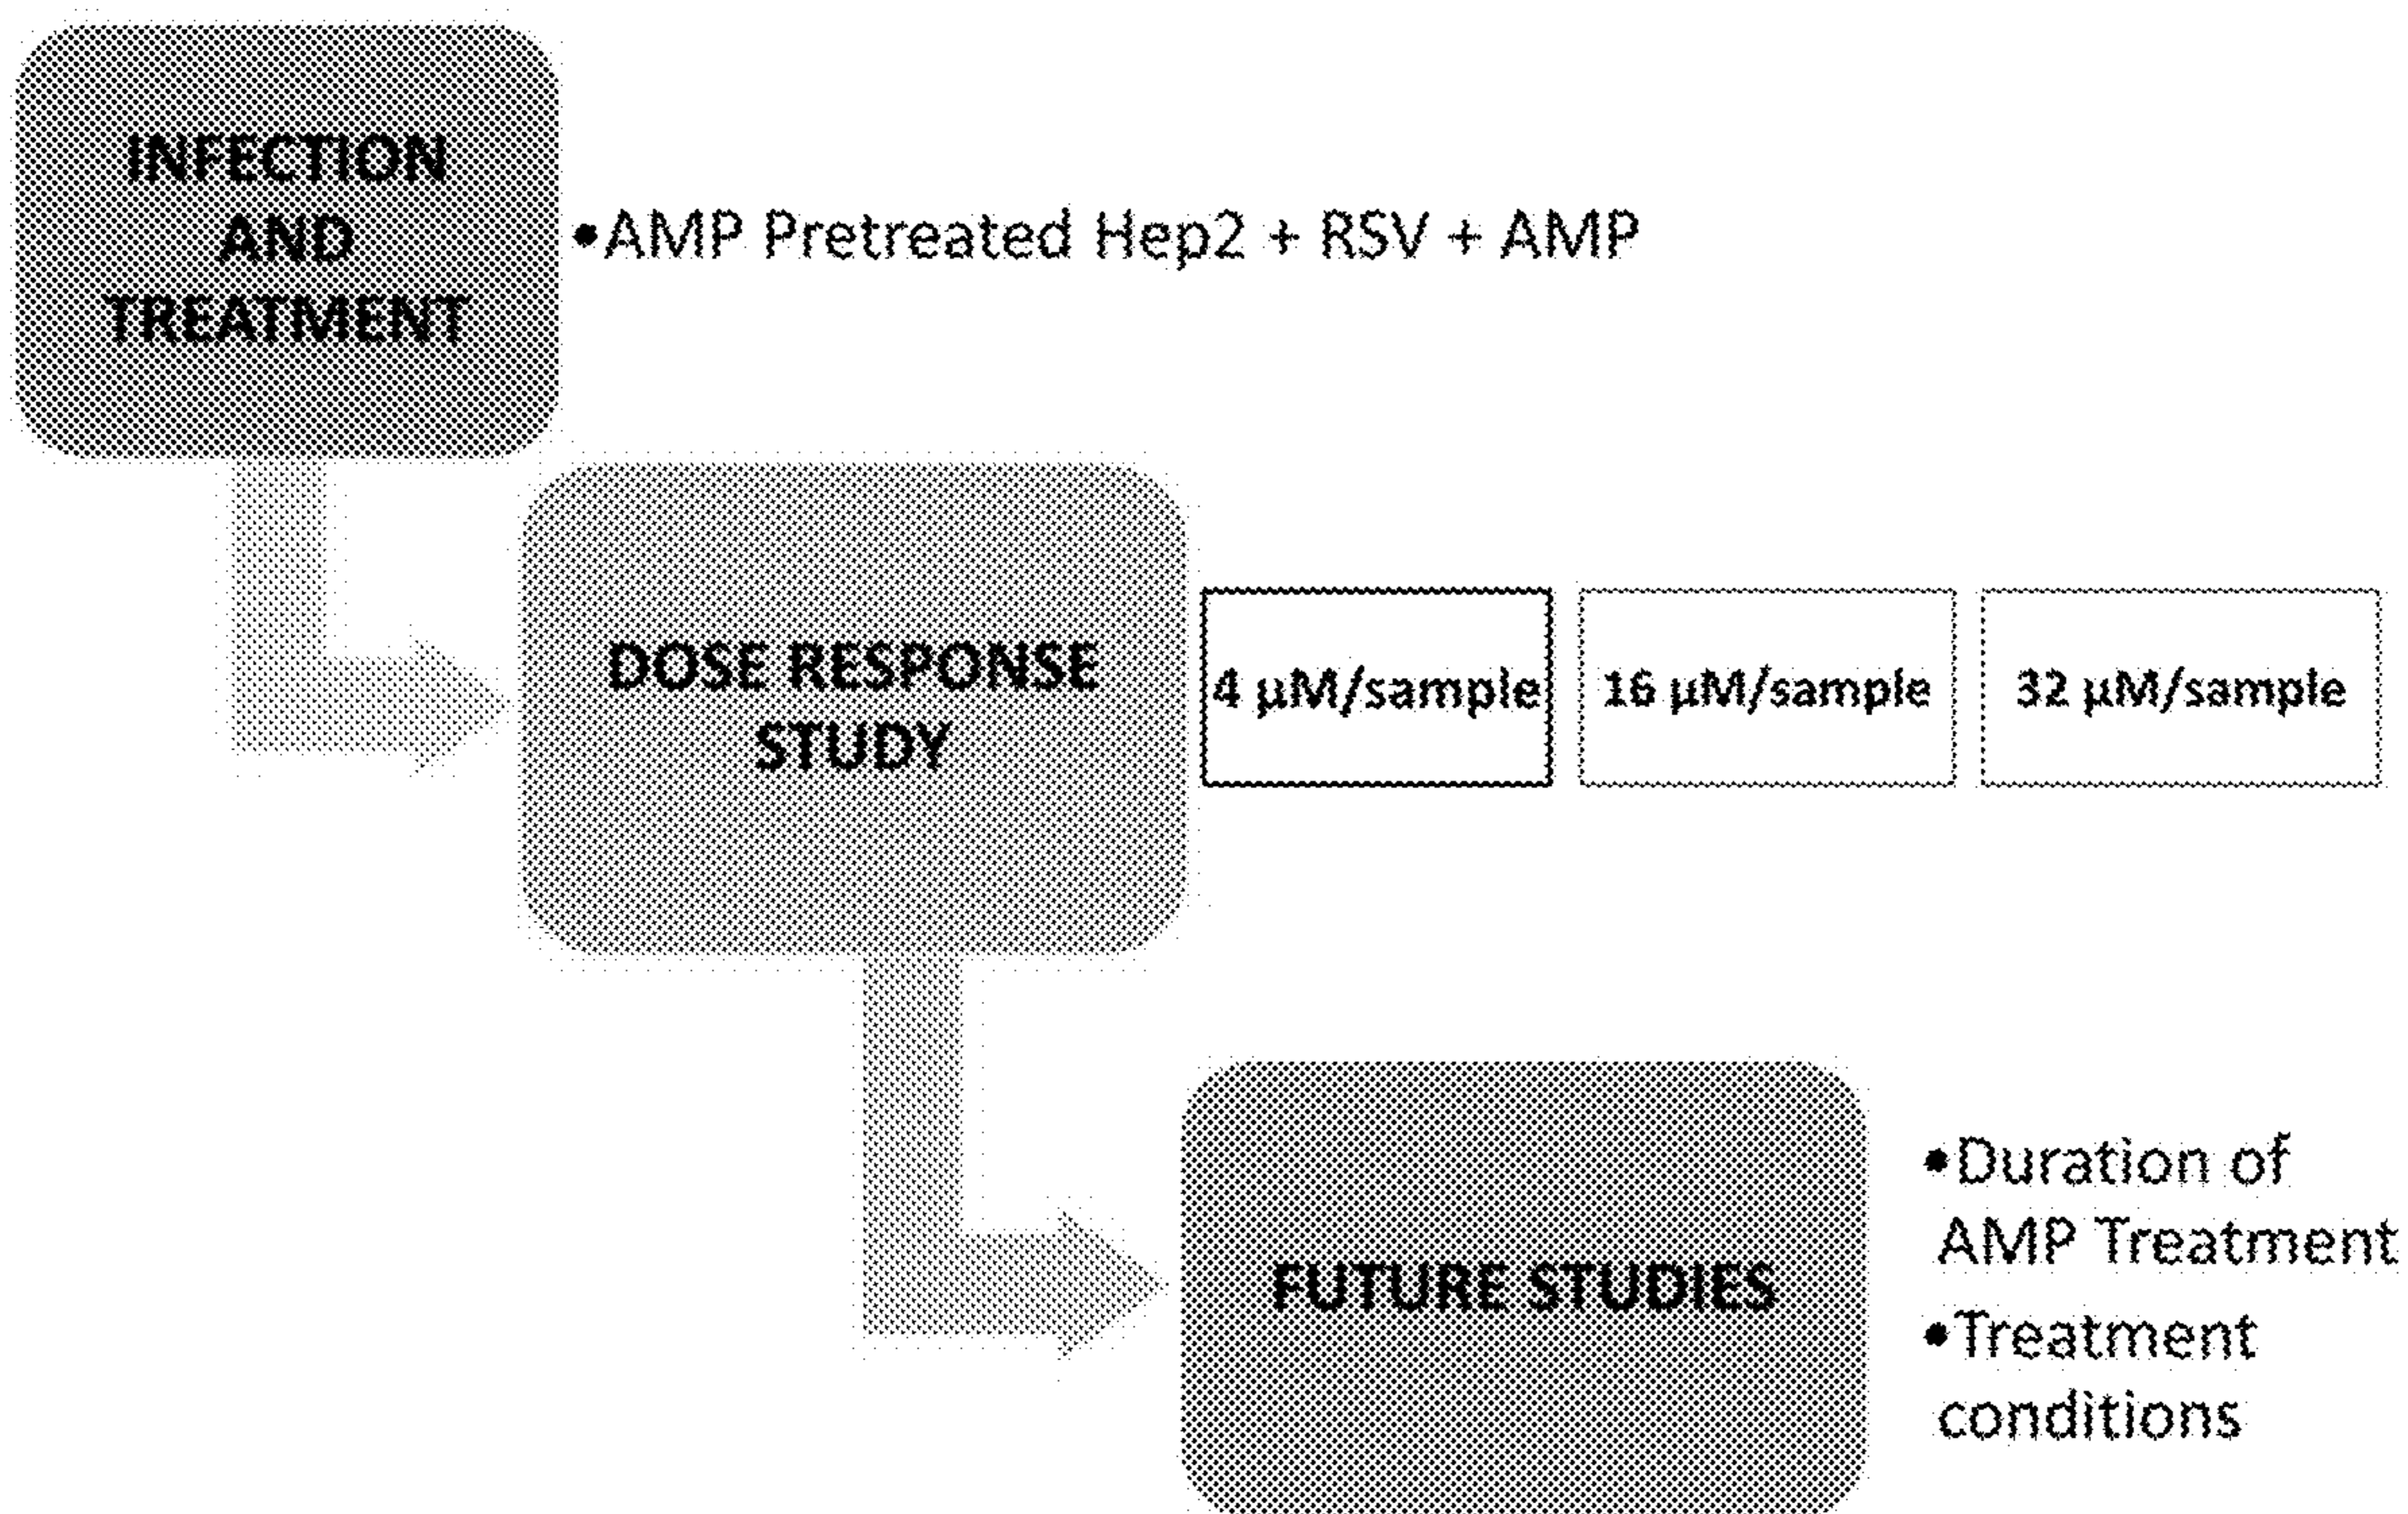 INFECTION
AND
TREATMENT
•AMP Pretreated Hep2 + RSV + AMP
DOSE RESPONSE
STUDY
4 µM/sample
16 µM/sample
32 µM/sample
FUTURE STUDIES
•Duration of
AMP Treatment
•Treatment
conditions